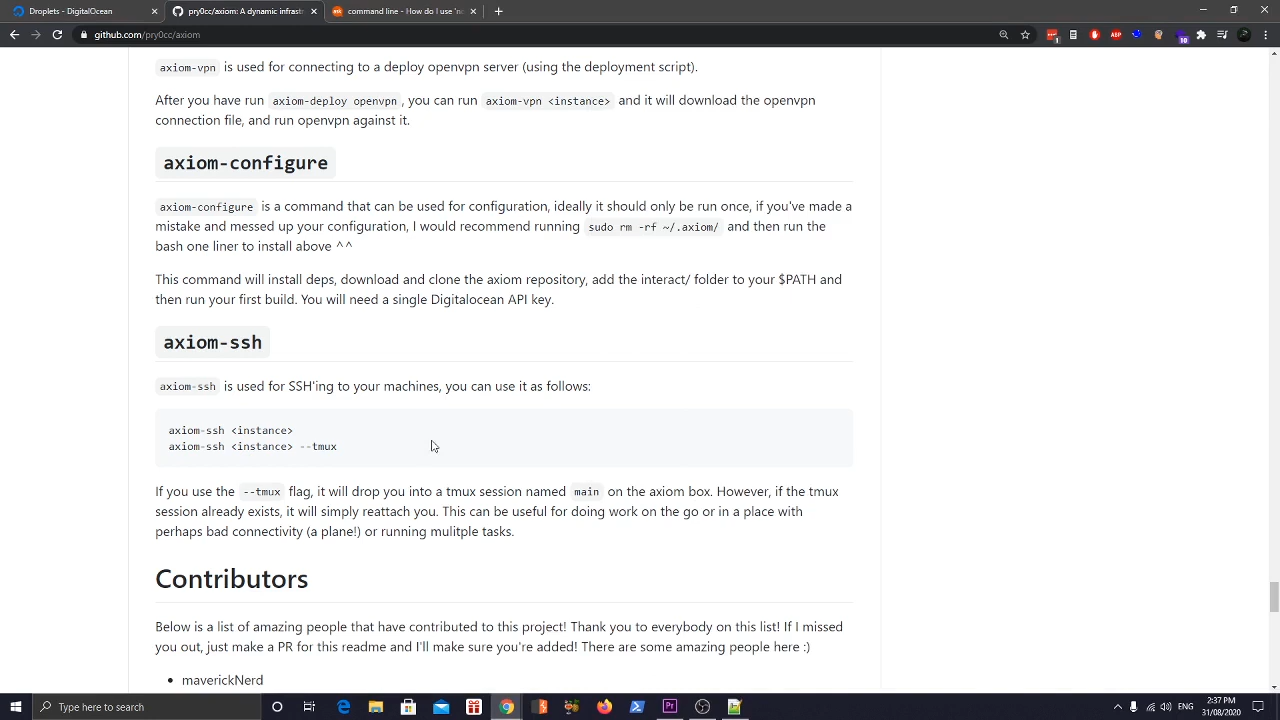 Droplets - DigitalOcean
pry0cc/axiom: A dynamic infrastr
command line - How do I use 'no
github.com/pry0cc/axiom
axiom-vpn is used for connecting to a deploy openvpn server (using the deployment script).
After you have run axiom-deploy openvpn , you can run axiom-vpn <instance> and it will download the openvpn
connection file, and run openvpn against it.
axiom-configure
axiom-configure is a command that can be used for configuration, ideally it should only be run once, if you've made a
mistake and messed up your configuration, I would recommend running sudo rm -rf ~/.axiom/ and then run the
bash one liner to install above ^^
This command will install deps, download and clone the axiom repository, add the interact/ folder to your $PATH and
then run your first build. You will need a single Digitalocean API key.
axiom-ssh
axiom-ssh is used for SSH'ing to your machines, you can use it as follows:
axiom-ssh <instance>
axiom-ssh <instance> --tmux
If you use the --tmux flag, it will drop you into a tmux session named main on the axiom box. However, if the tmux
session already exists, it will simply reattach you. This can be useful for doing work on the go or in a place with
perhaps bad connectivity (a plane!) or running mulitple tasks.
Contributors
Below is a list of amazing people that have contributed to this project! Thank you to everybody on this list! If I missed
you out, just make a PR for this readme and I'll make sure you're added! There are some amazing people here :)
maverickNerd
Type here to search
ENG
2:37 PM
31/08/2020